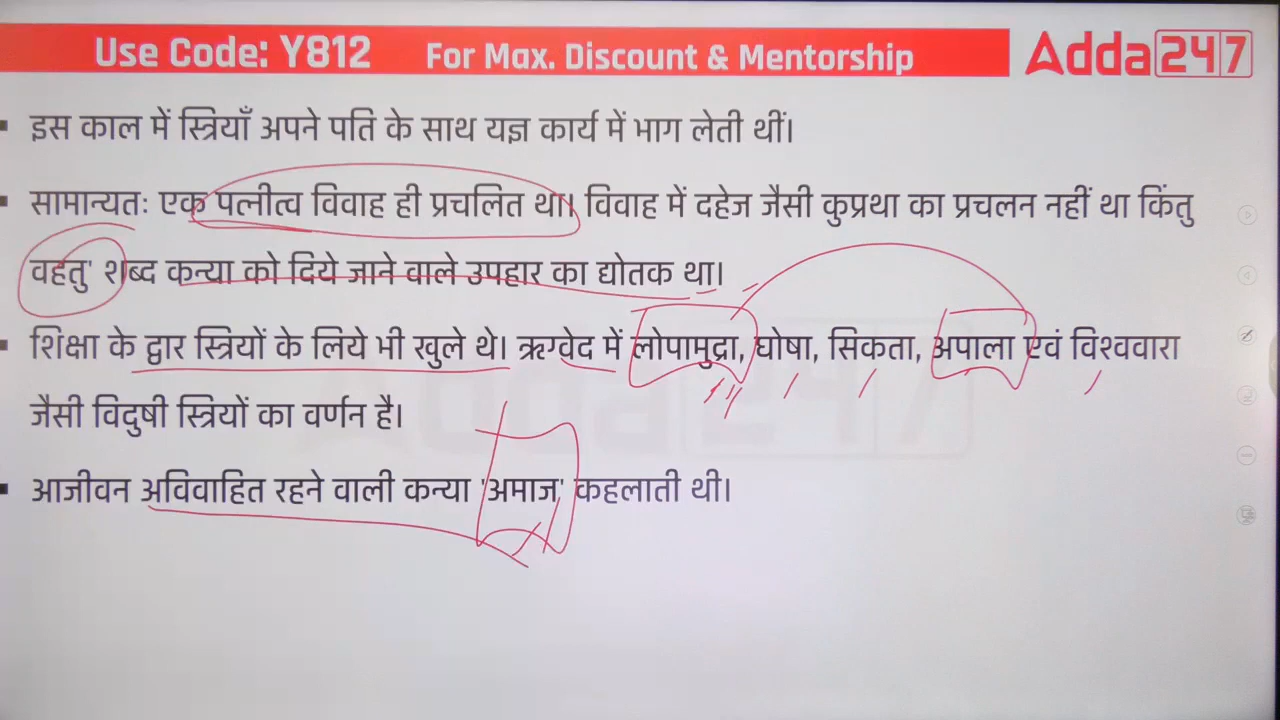 Use Code: Y812 For Max. Discount & Mentorship Adda247
इस काल में स्त्रियाँ अपने पति के साथ यज्ञ कार्य में भाग लेती थीं।
सामान्यतः एक पत्नीत्व विवाह ही प्रचलित था। विवाह में दहेज जैसी कुप्रथा का प्रचलन नहीं था किंतु
वहतु' शब्द कन्या को दिये जाने वाले उपहार का द्योतक था।
शिक्षा के द्वार स्त्रियों के लिये भी खुले थे। ऋग्वेद में लोपामुद्रा, घोषा, सिकता, अपाला एवं विश्ववारा
जैसी विदुषी स्त्रियों का वर्णन है।
आजीवन अविवाहित रहने वाली कन्या 'अमाज' कहलाती थी।
Adda247